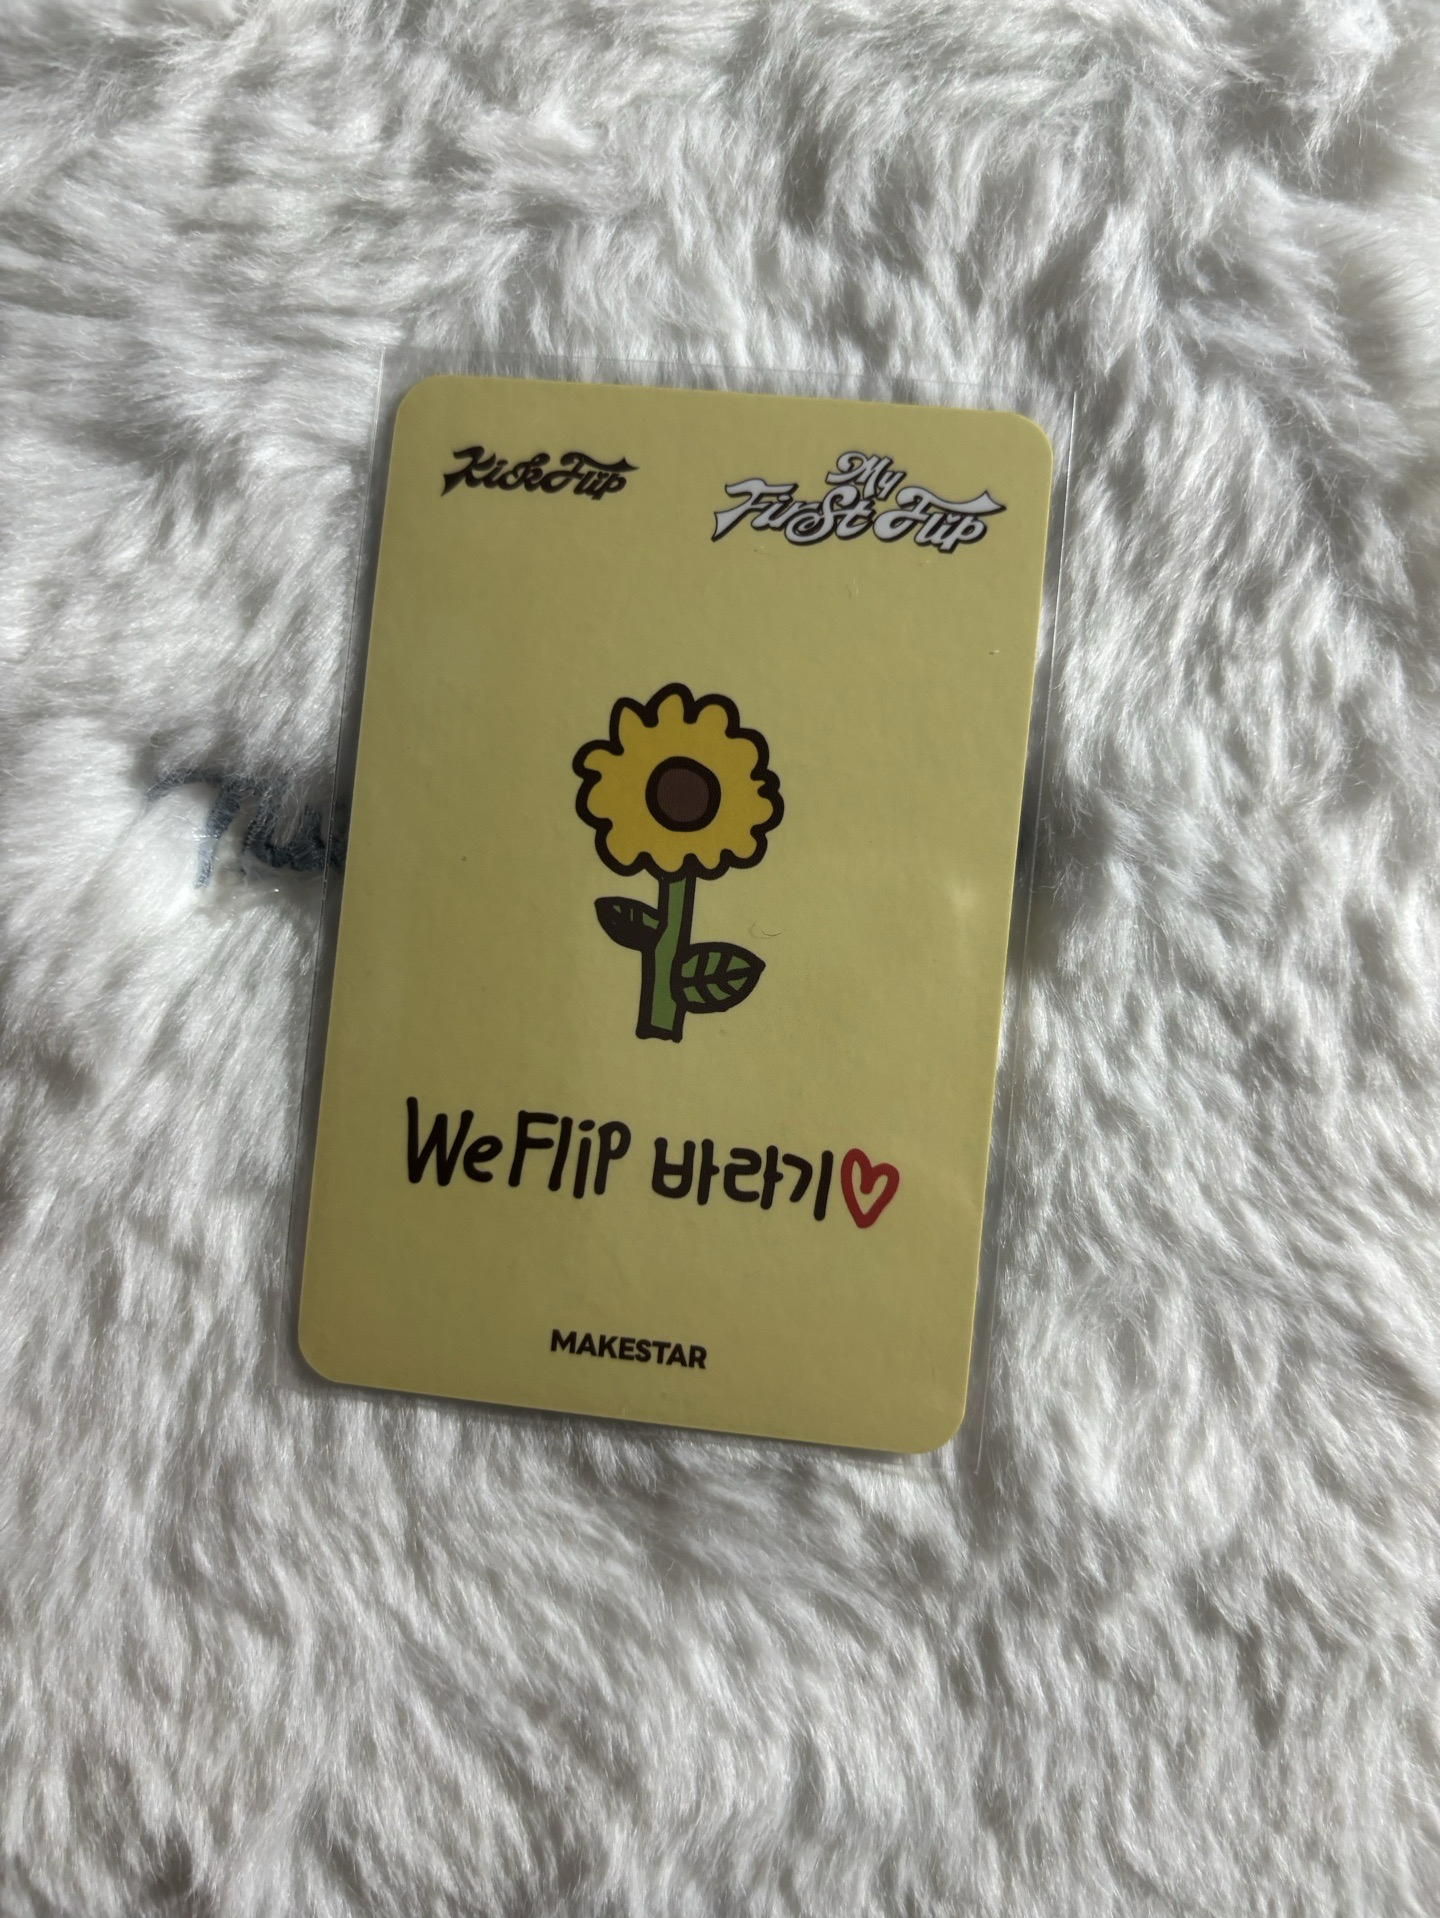 KickFlip
My
First Flip
WeFlip 바라기♡
MAKESTAR